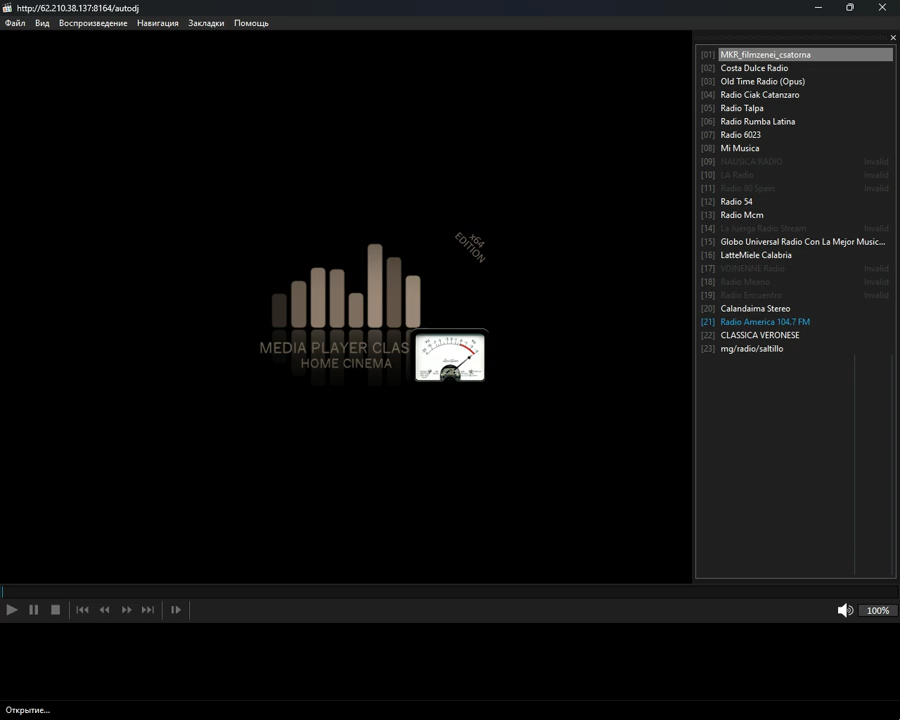 http://62.210.38.137:8164/autodj
Файл Вид Воспроизведение Навигация Закладки Помощь
[01] MKR_filmzenei_csatorna
[02] Costa Dulce Radio
[03] Old Time Radio (Opus)
[04] Radio Ciak Catanzaro
[05] Radio Talpa
[06] Radio Rumba Latina
[07] Radio 6023
[08] Mi Musica
[09] NAUSICA RADIO Invalid
[10] LA Radio Invalid
[11] Radio 80 Spain Invalid
[12] Radio 54
[13] Radio Mcm
[14] La Juerga Radio Stream Invalid
[15] Globo Universal Radio Con La Mejor Music...
[16] LatteMiele Calabria
[17] VOJNENNE Radio Invalid
[18] Radio Meano Invalid
[19] Radio Encuentro Invalid
[20] Calandaima Stereo
[21] Radio America 104.7 FM
[22] CLASSICA VERONESE
[23] mg/radio/saltillo
x64
EDITION
MEDIA PLAYER CLAS
HOME CINEMA
100%
Открытие...